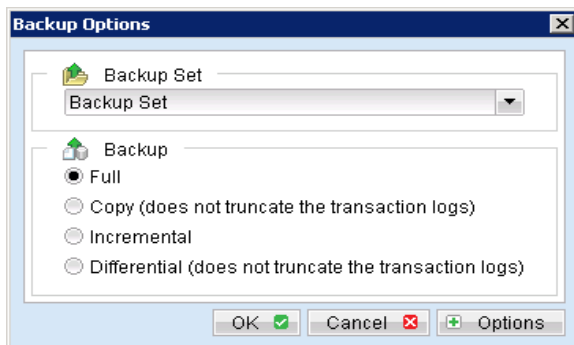 Backup Options
Backup Set
Backup Set
Backup
Full
Copy (does not truncate the transaction logs)
Incremental
Differential (does not truncate the transaction logs)
OK Cancel Options